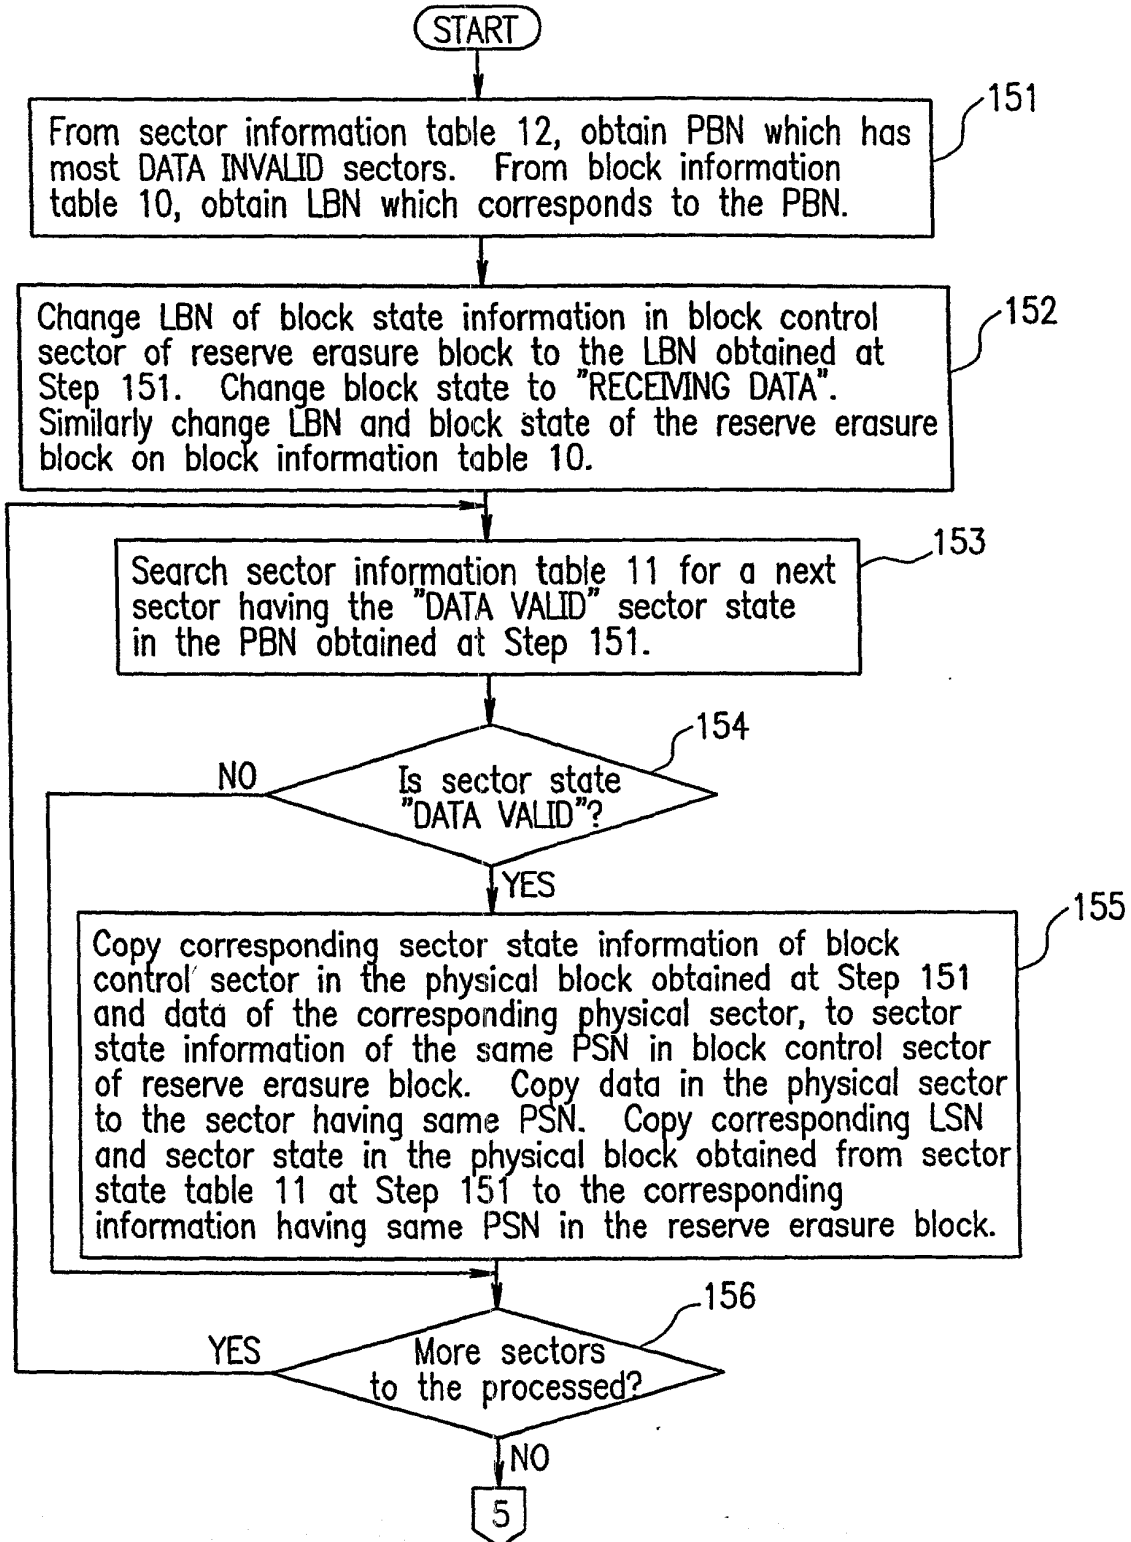 START
151
From sector information table 12, obtain PBN which has
most DATA INVALID sectors. From block information
table 10, obtain LBN which corresponds to the PBN.
152
Change LBN of block state information in block control
sector of reserve erasure block to the LBN obtained at
Step 151. Change block state to "RECEIVING DATA".
Similarly change LBN and block state of the reserve erasure
block on block information table 10.
153
Search sector information table 11 for a next
sector having the "DATA VALID" sector state
in the PBN obtained at Step 151.
154
NO
Is sector state
"DATA VALID"?
YES
155
Copy corresponding sector state information of block
control sector in the physical block obtained at Step 151
and data of the corresponding physical sector, to sector
state information of the same PSN in block control sector
of reserve erasure block. Copy data in the physical sector
to the sector having same PSN. Copy corresponding LSN
and sector state in the physical block obtained from sector
state table 11 at Step 151 to the corresponding
information having same PSN in the reserve erasure block.
156
YES
More sectors
to the processed?
NO
5